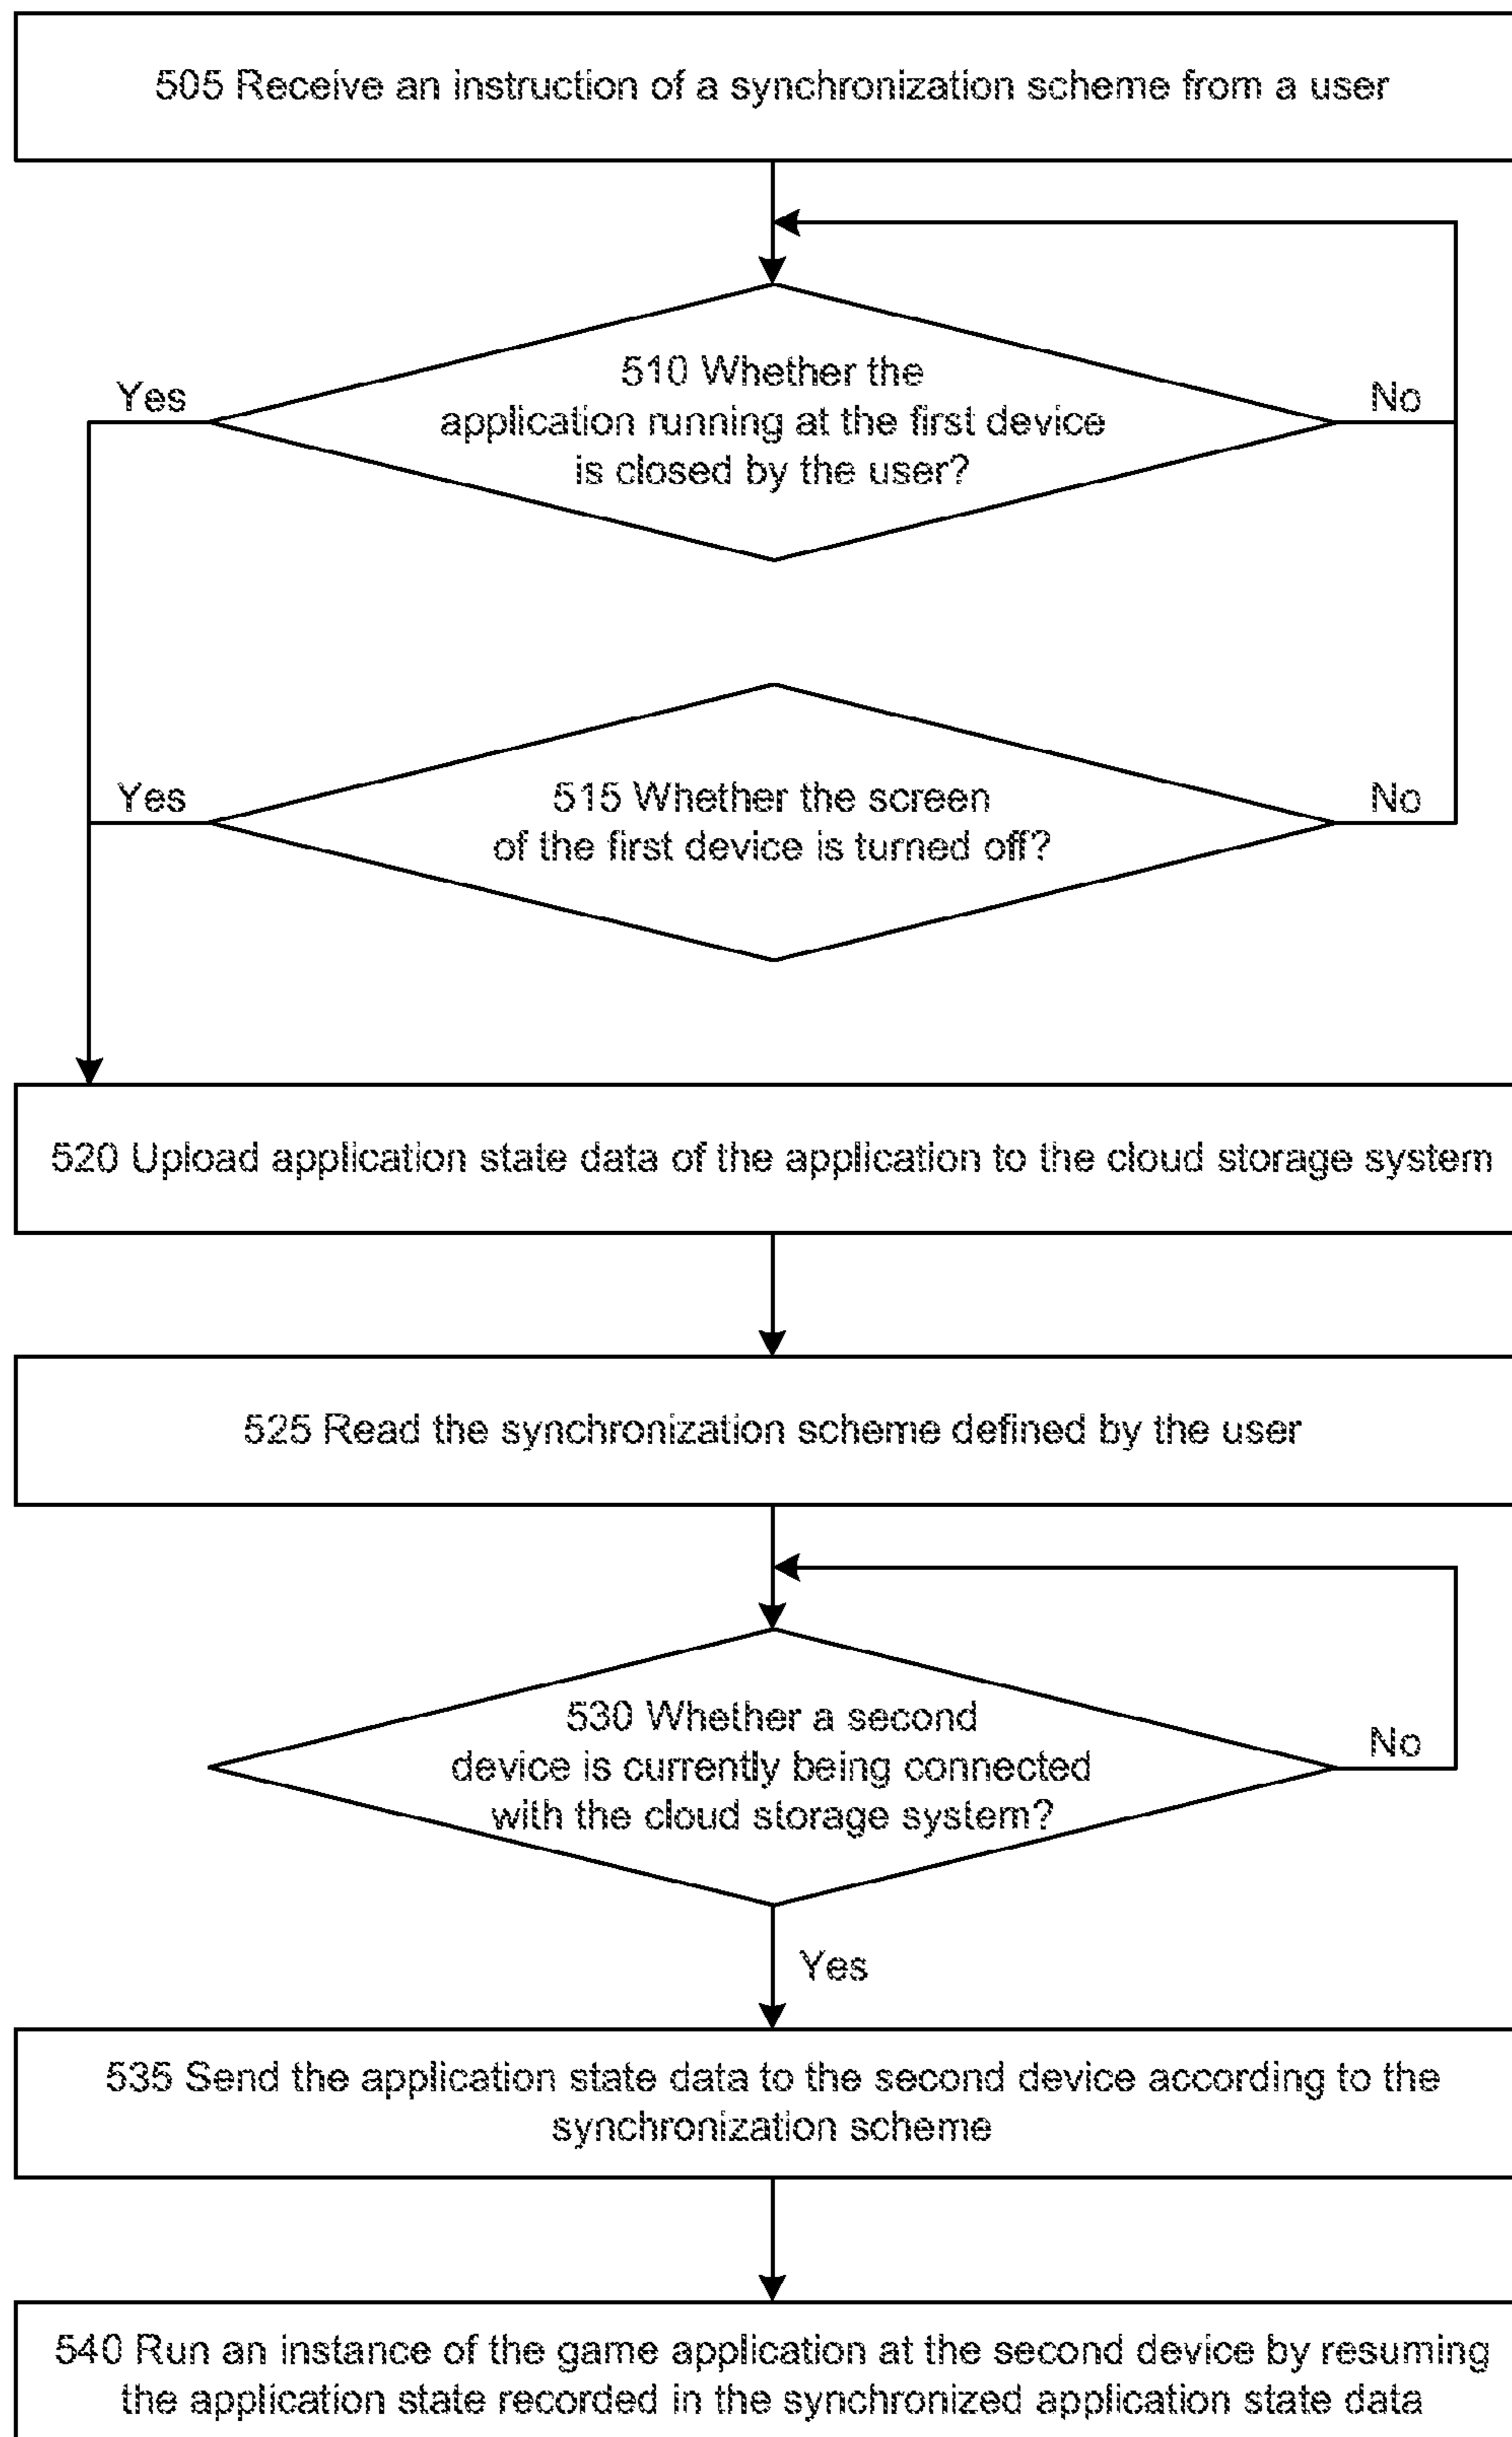 505 Receive an instruction of a synchronization scheme from a user
510 Whether the
application running at the first device
is closed by the user?
Yes
No
515 Whether the screen
of the first device is turned off?
Yes
No
520 Upload application state data of the application to the cloud storage system
525 Read the synchronization scheme defined by the user
530 Whether a second
device is currently being connected
with the cloud storage system?
No
Yes
535 Send the application state data to the second device according to the
synchronization scheme
540 Run an instance of the game application at the second device by resuming
the application state recorded in the synchronized application state data